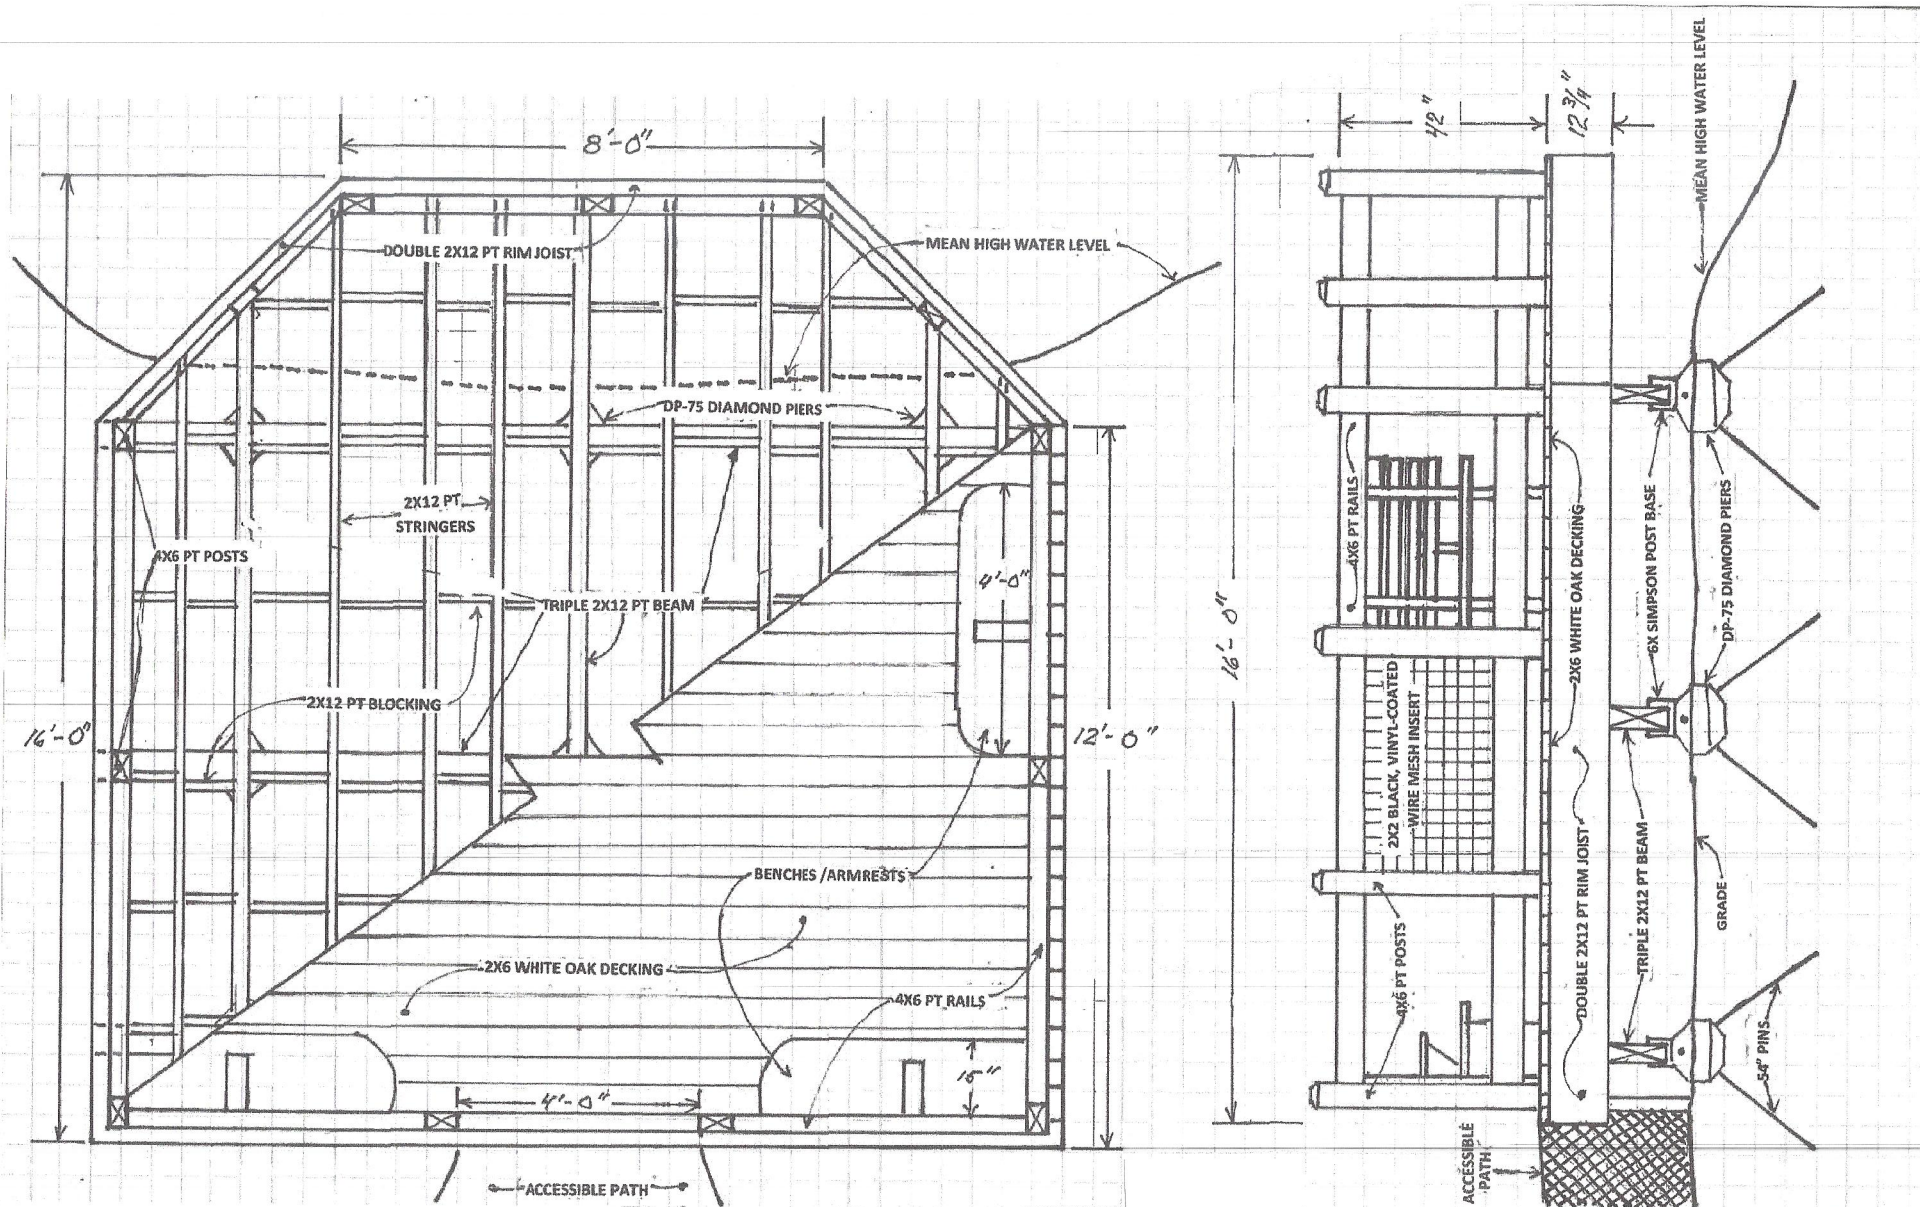 8'-0"
DOUBLE 2X12 PT RIM JOIST
MEAN HIGH WATER LEVEL
DP-75 DIAMOND PIERS
2X12 PT
STRINGERS
4X6 PT POSTS
4'-0"
TRIPLE 2X12 PT BEAM
2X12 PT BLOCKING
16'-0"
12'-0"
BENCHES /ARMRESTS
2X6 WHITE OAK DECKING
4X6 PT RAILS
15"
4'-0"
ACCESSIBLE PATH
42"
12 3/4"
MEAN HIGH WATER LEVEL
16'-0"
4X6 PT RAILS
2X6 WHITE OAK DECKING
6X SIMPSON POST BASE
DP-75 DIAMOND PIERS
2X2 BLACK, VINYL-COATED
WIRE MESH INSERT
4X6 PT POSTS
DOUBLE 2X12 PT RIM JOIST
TRIPLE 2X12 PT BEAM
GRADE
54" PINS
ACCESSIBLE
PATH